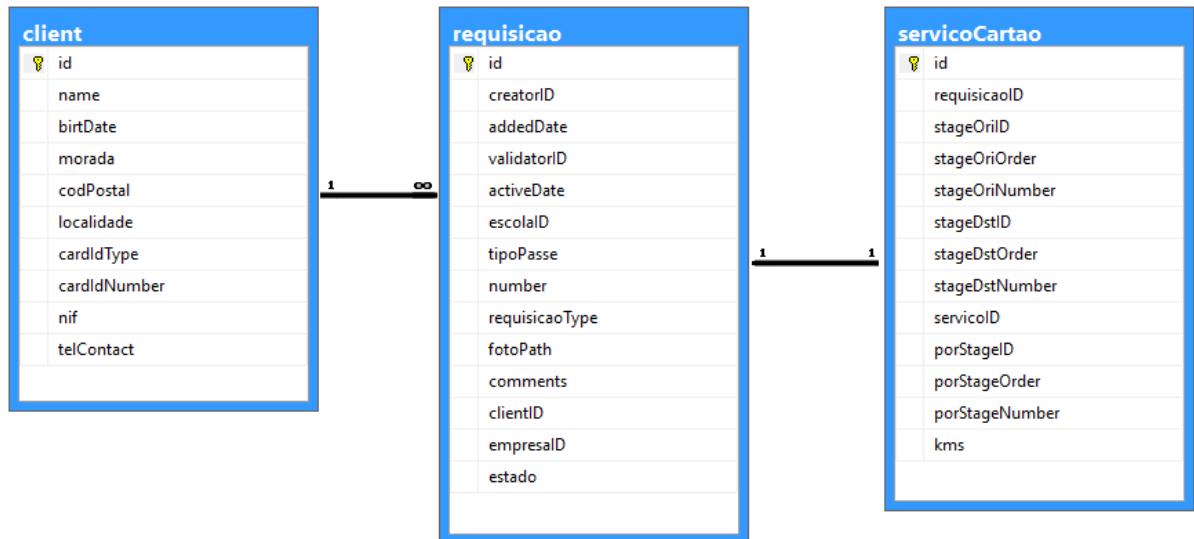 client
id
name
birtDate
morada
codPostal
localidade
cardIdType
cardIdNumber
nif
telContact
1 ∞
requisicao
id
creatorID
addedDate
validatorID
activeDate
escolaID
tipoPasse
number
requisicaoType
fotoPath
comments
clientID
empresaID
estado
1 1
servicoCartao
id
requisicaoID
stageOriID
stageOriOrder
stageOriNumber
stageDstID
stageDstOrder
stageDstNumber
servicoID
porStageID
porStageOrder
porStageNumber
kms